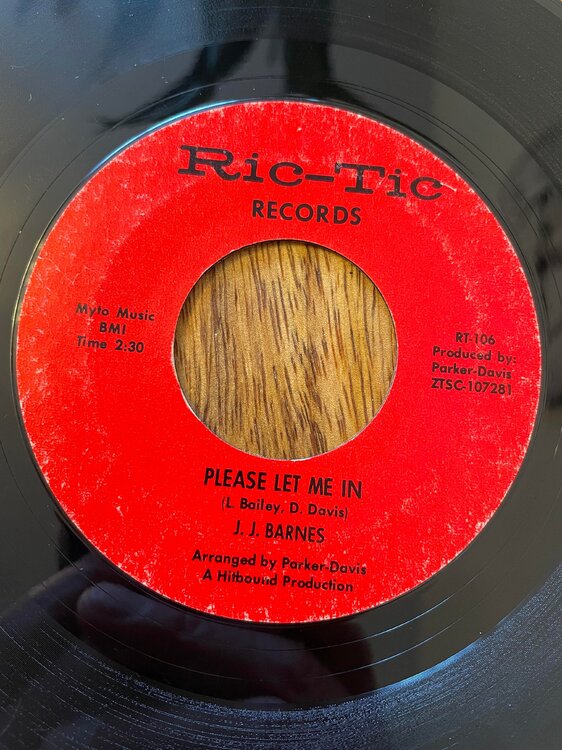 Ric-Tic
RECORDS
Myto Music
BMI
Time 2:30
RT-106
Produced by:
Parker-Davis
ZTSC-107281
PLEASE LET ME IN
(L. Bailey, D. Davis)
J. J. BARNES
Arranged by Parker-Davis
A Hitbound Production